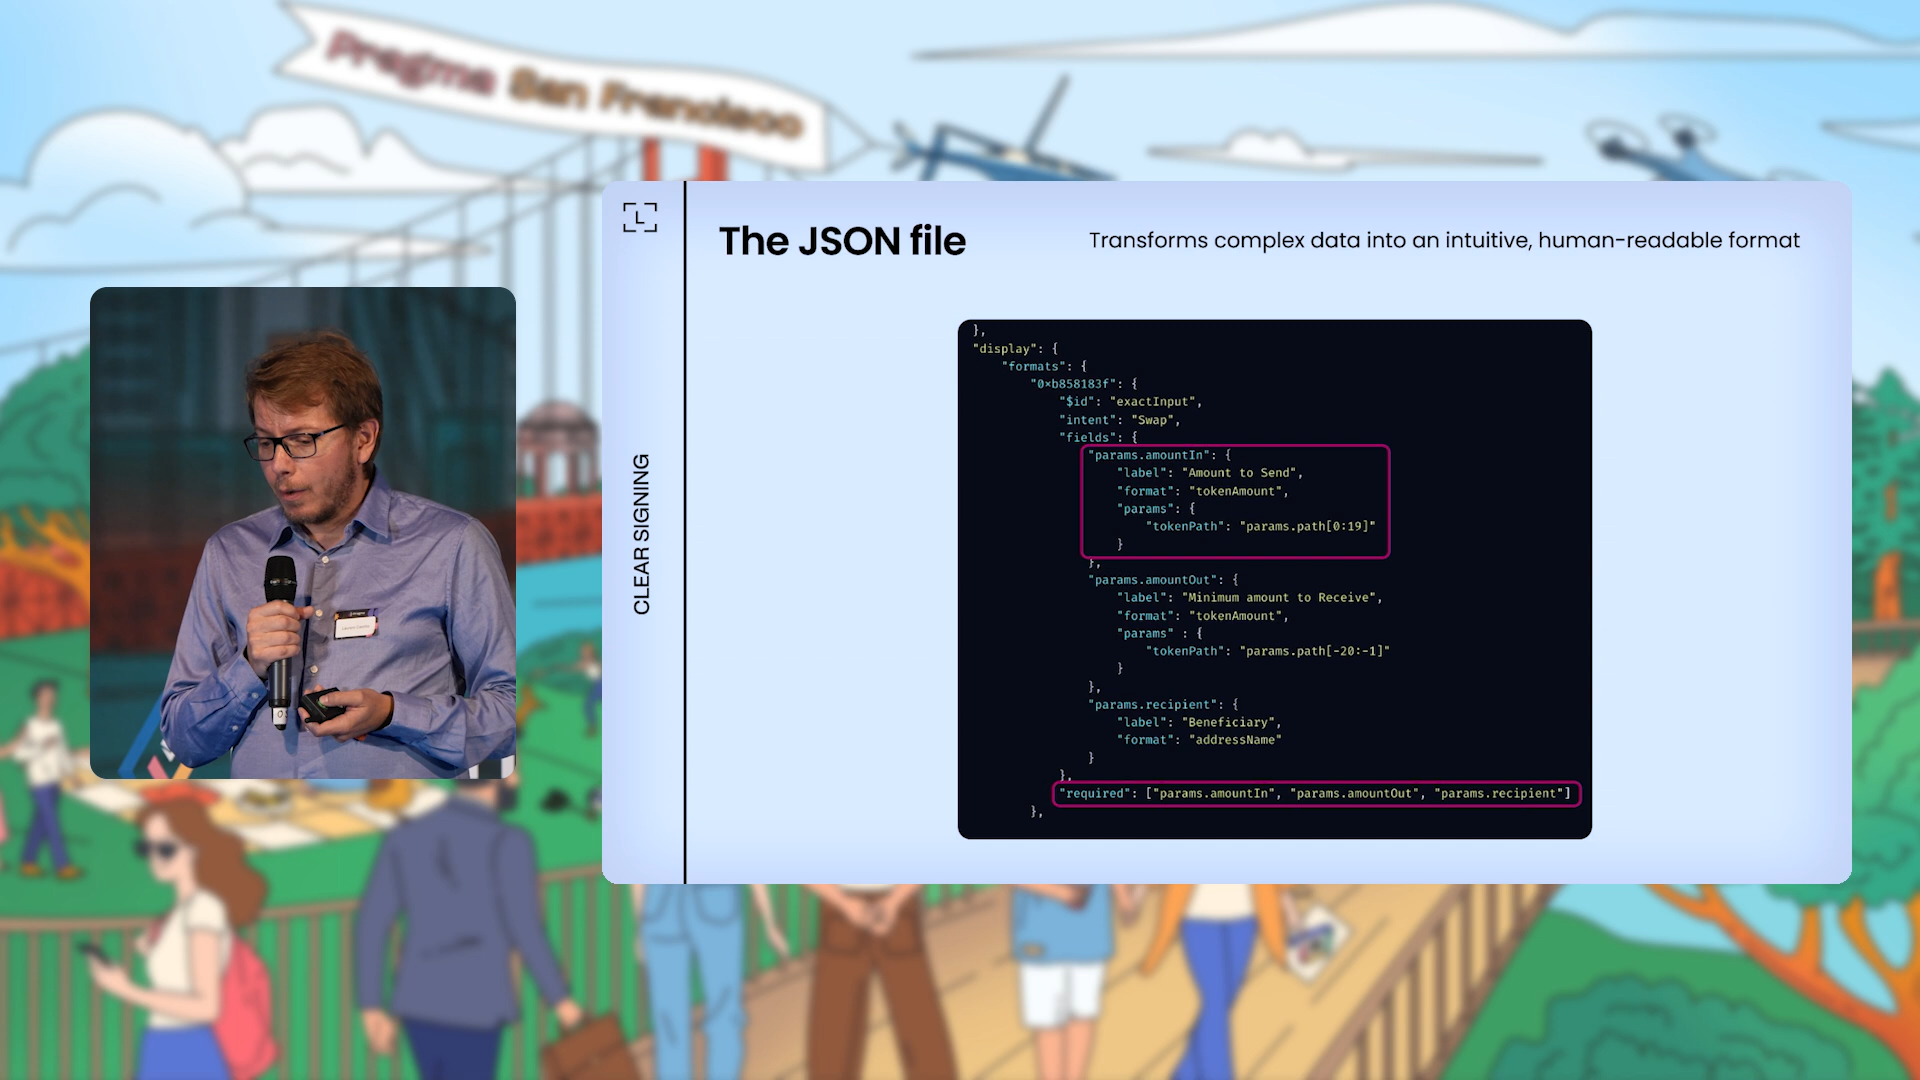 Pragma San Francisco
L
The JSON file
Transforms complex data into an intuitive, human-readable format
CLEAR SIGNING
},
"display": {
"formats": {
"0×b858183f": {
"$id": "exactInput",
"intent": "Swap",
"fields": {
"params.amountIn": {
"label": "Amount to Send",
"format": "tokenAmount",
"params": {
"tokenPath": "params.path[0:19]"
}
},
"params.amountOut": {
"label": "Minimum amount to Receive",
"format": "tokenAmount",
"params" : {
"tokenPath": "params.path[-20:-1]"
}
},
"params.recipient": {
"label": "Beneficiary",
"format": "addressName"
}
},
"required": ["params.amountIn", "params.amountOut", "params.recipient"]
},